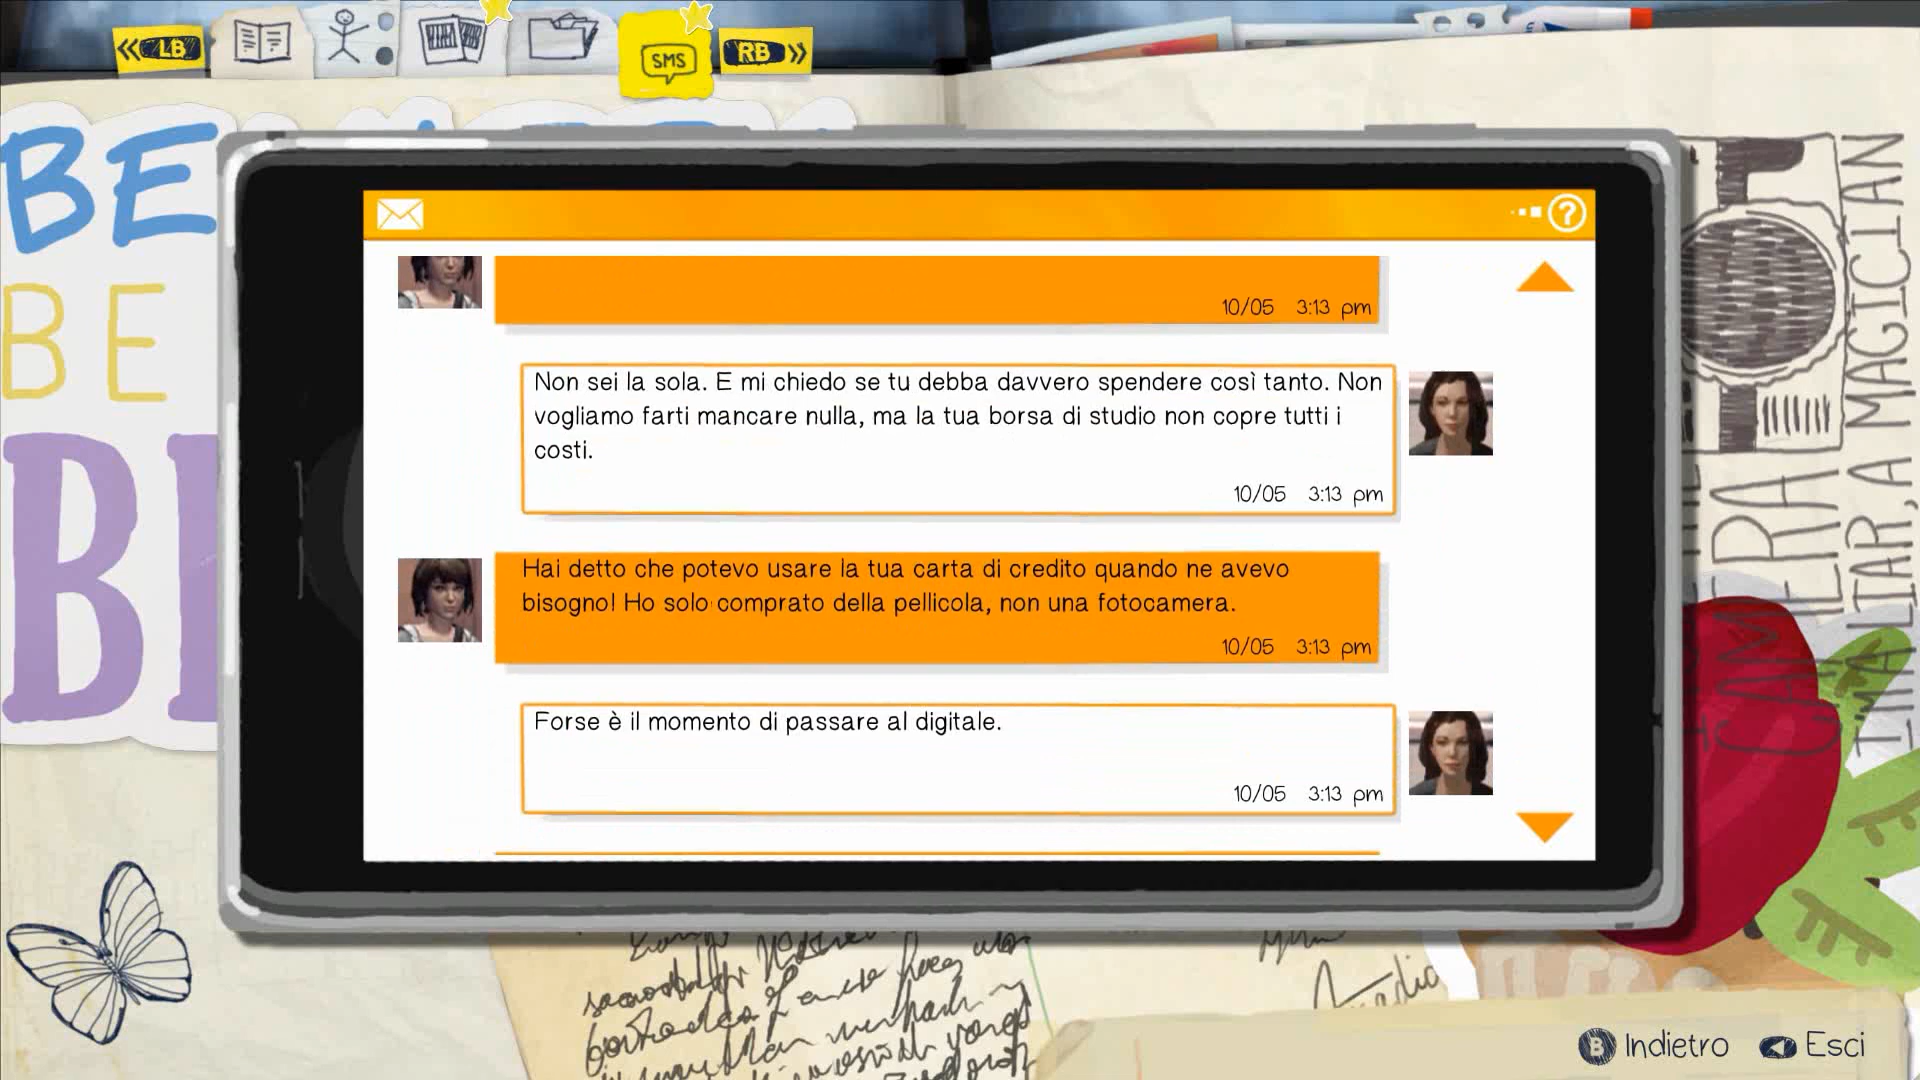 LB
SMS
RB
BE
BE
10/05 3:13 pm
Non sei la sola. E mi chiedo se tu debba davvero spendere così tanto. Non
vogliamo farti mancare nulla, ma la tua borsa di studio non copre tutti i
costi.
10/05 3:13 pm
Hai detto che potevo usare la tua carta di credito quando ne avevo
bisogno! Ho solo comprato della pellicola, non una fotocamera.
10/05 3:13 pm
Forse è il momento di passare al digitale.
10/05 3:13 pm
CAMERA
LIAR, A MAGICIAN
B Indietro
Esci